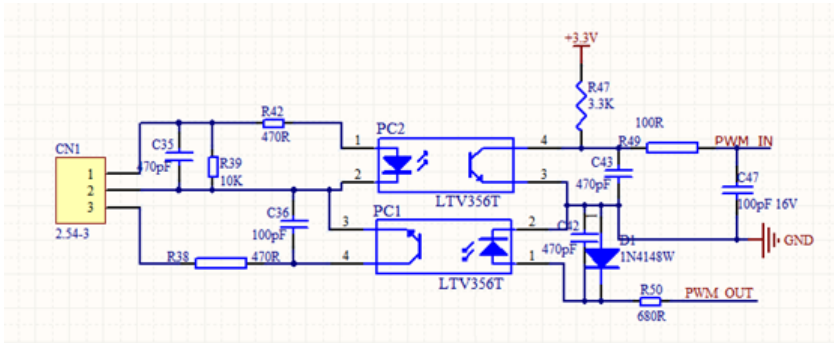 +3.3V
R47
3.3K
100R
R42
PC2
CN1
C35
470R
1
4
R49
PWM_IN
470pF
R39
C43
1
10K
2
3
470pF
C47
2
C36
PC1
LTV356T
100pF 16V
3
3
2
C42
100pF
1
2.54-3
D1
GND
470pF
R38
470R
4
1
1N4148W
LTV356T
R50
PWM_OUT
680R